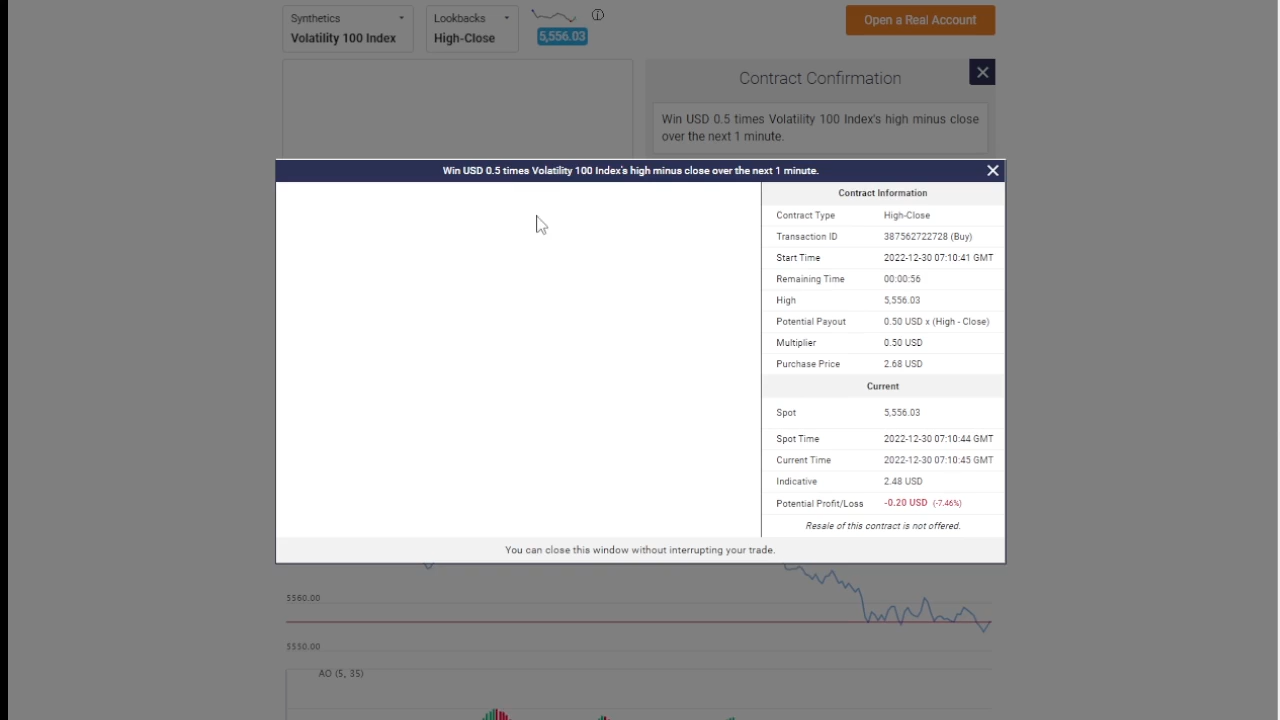 Synthetics
Volatility 100 Index
Lookbacks
High-Close
5,556.03
Open a Real Account
Contract Confirmation
Win USD 0.5 times Volatility 100 Index's high minus close
over the next 1 minute.
Win USD 0.5 times Volatility 100 Index's high minus close over the next 1 minute.
Contract Information
Contract Type High-Close
Transaction ID 387562722728 (Buy)
Start Time 2022-12-30 07:10:41 GMT
Remaining Time 00:00:56
High 5,556.03
Potential Payout 0.50 USD x (High - Close)
Multiplier 0.50 USD
Purchase Price 2.68 USD
Current
Spot 5,556.03
Spot Time 2022-12-30 07:10:44 GMT
Current Time 2022-12-30 07:10:45 GMT
Indicative 2.48 USD
Potential Profit/Loss -0.20 USD (-7.46%)
Resale of this contract is not offered.
You can close this window without interrupting your trade.
5560.00
5550.00
AO (5, 35)